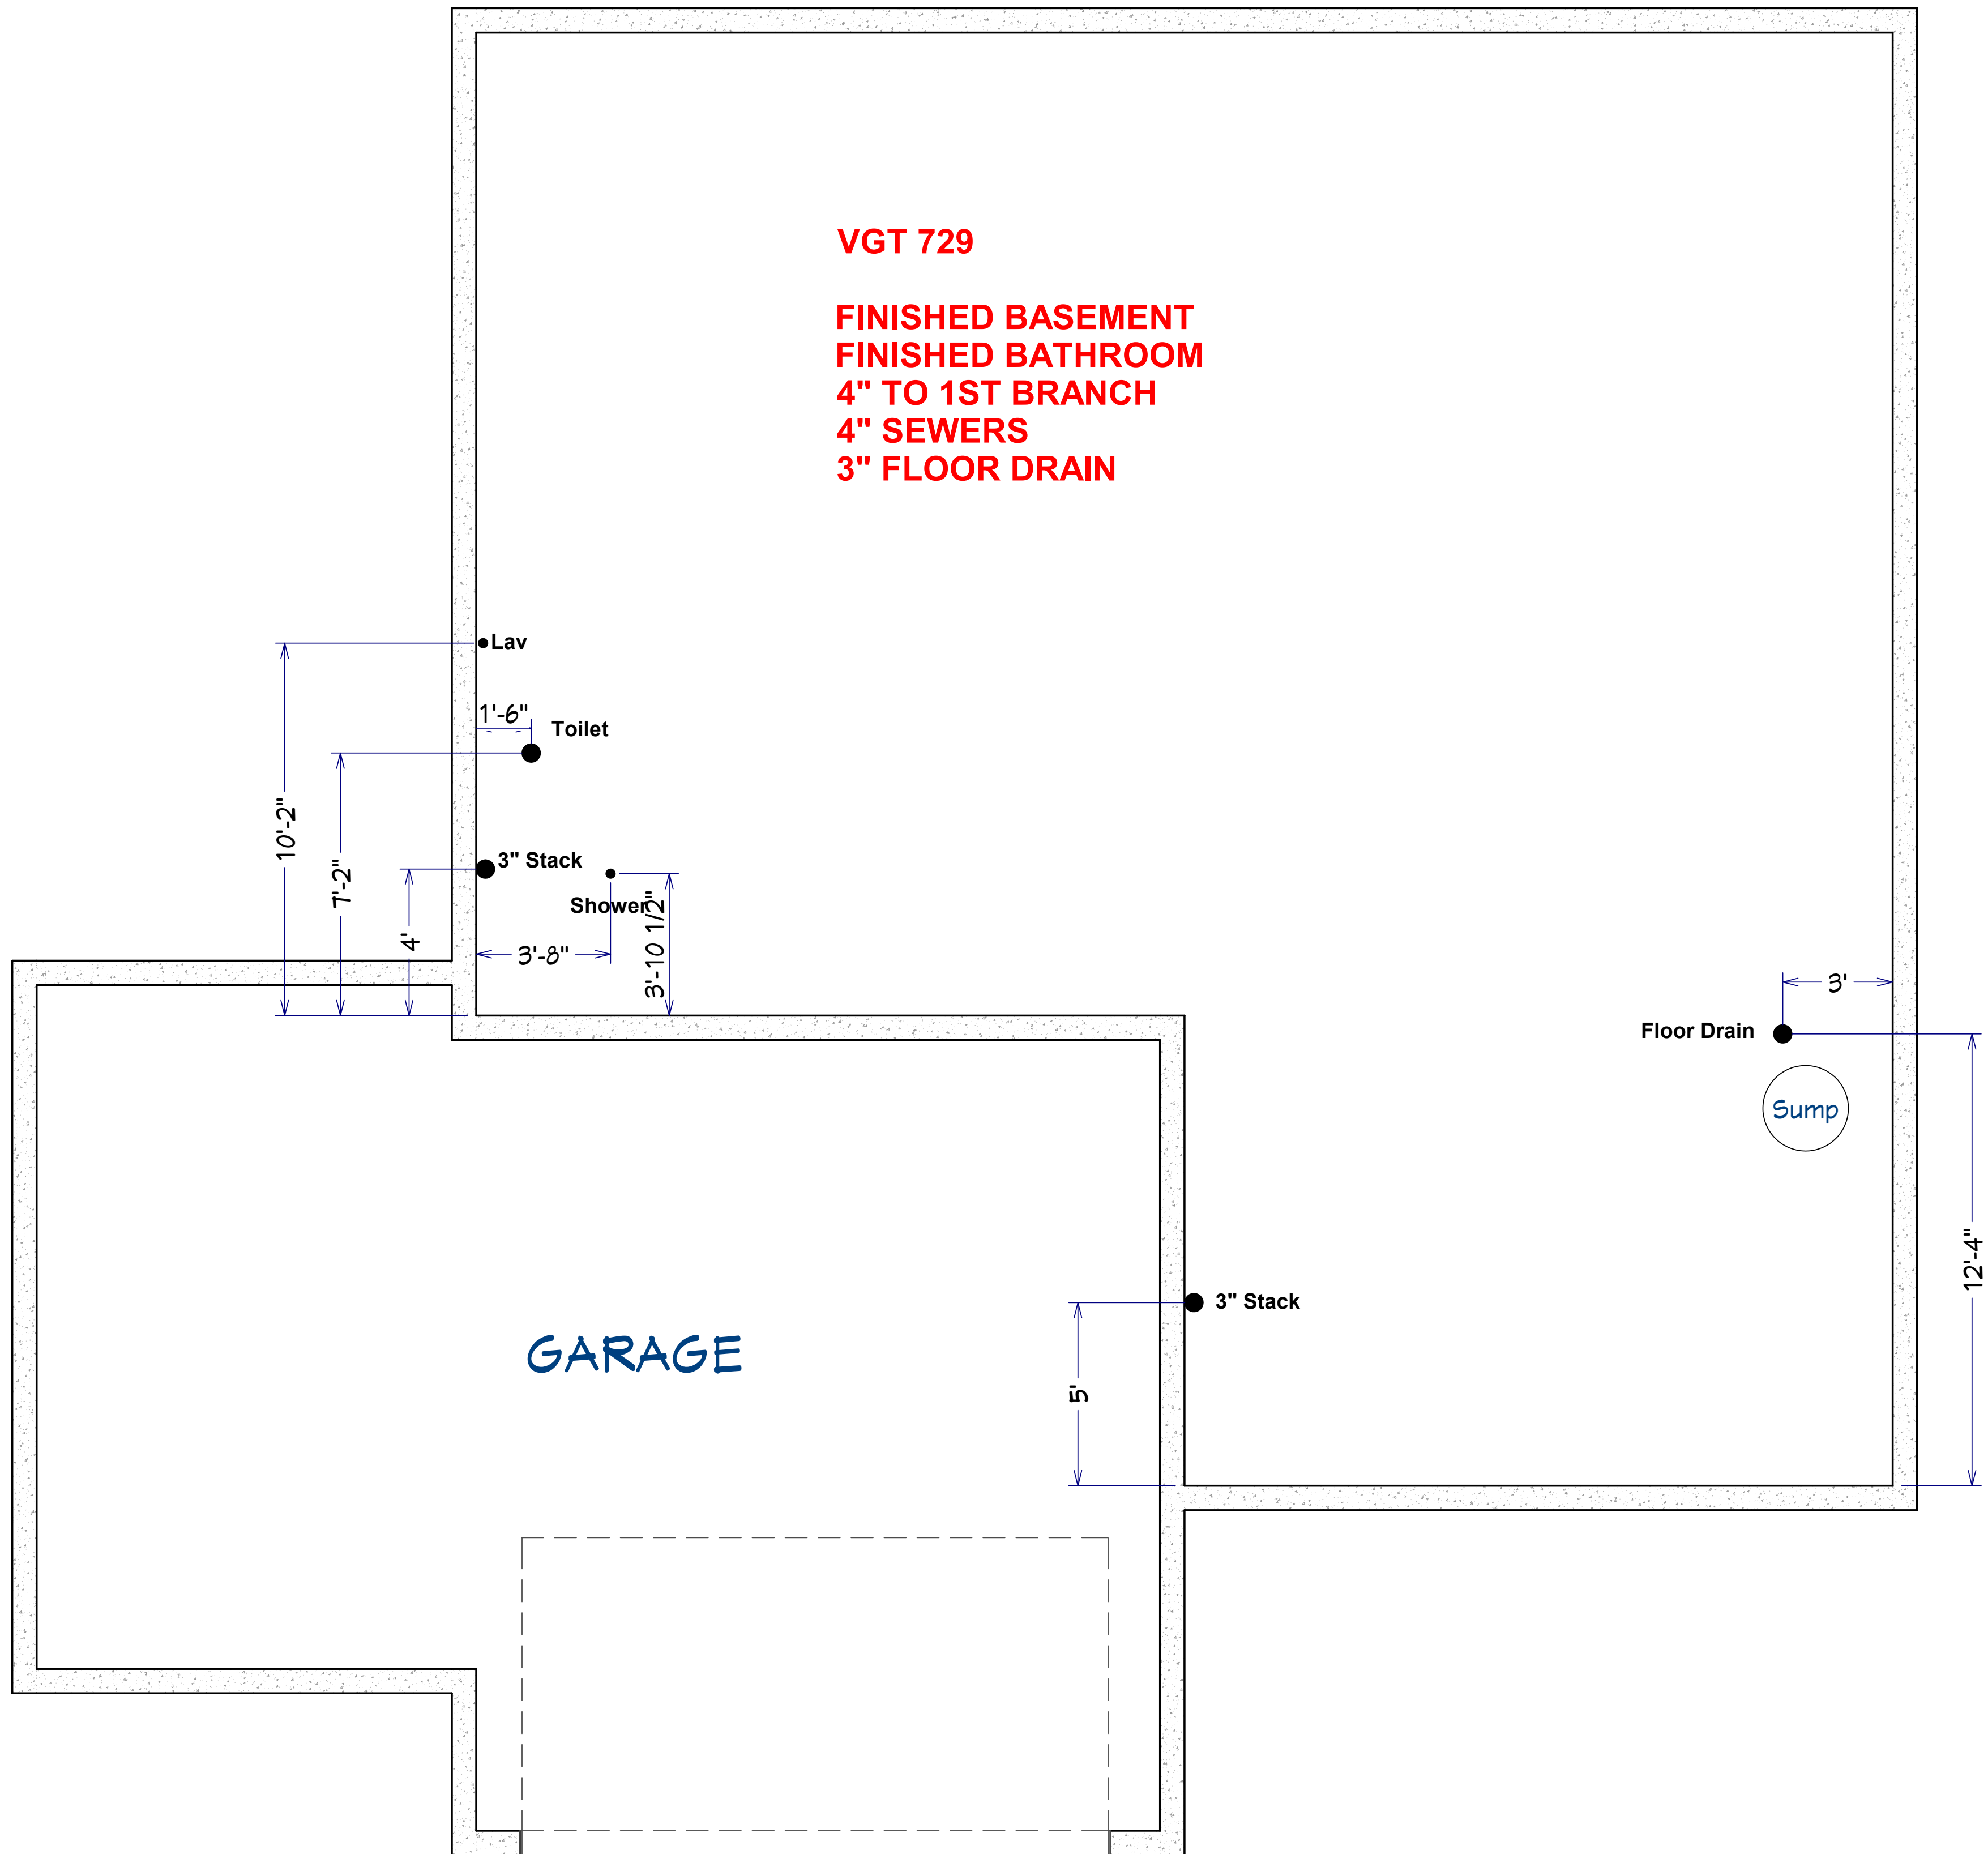 VGT 729
FINISHED BASEMENT
FINISHED BATHROOM
4" TO 1ST BRANCH
4" SEWERS
3" FLOOR DRAIN
Lav
1'-6"
Toilet
10'-2"
7'-2"
3" Stack
4'
Shower
3'-8"
3'-10 1/2"
3'
Floor Drain
Sump
12'-4"
3" Stack
GARAGE
5'